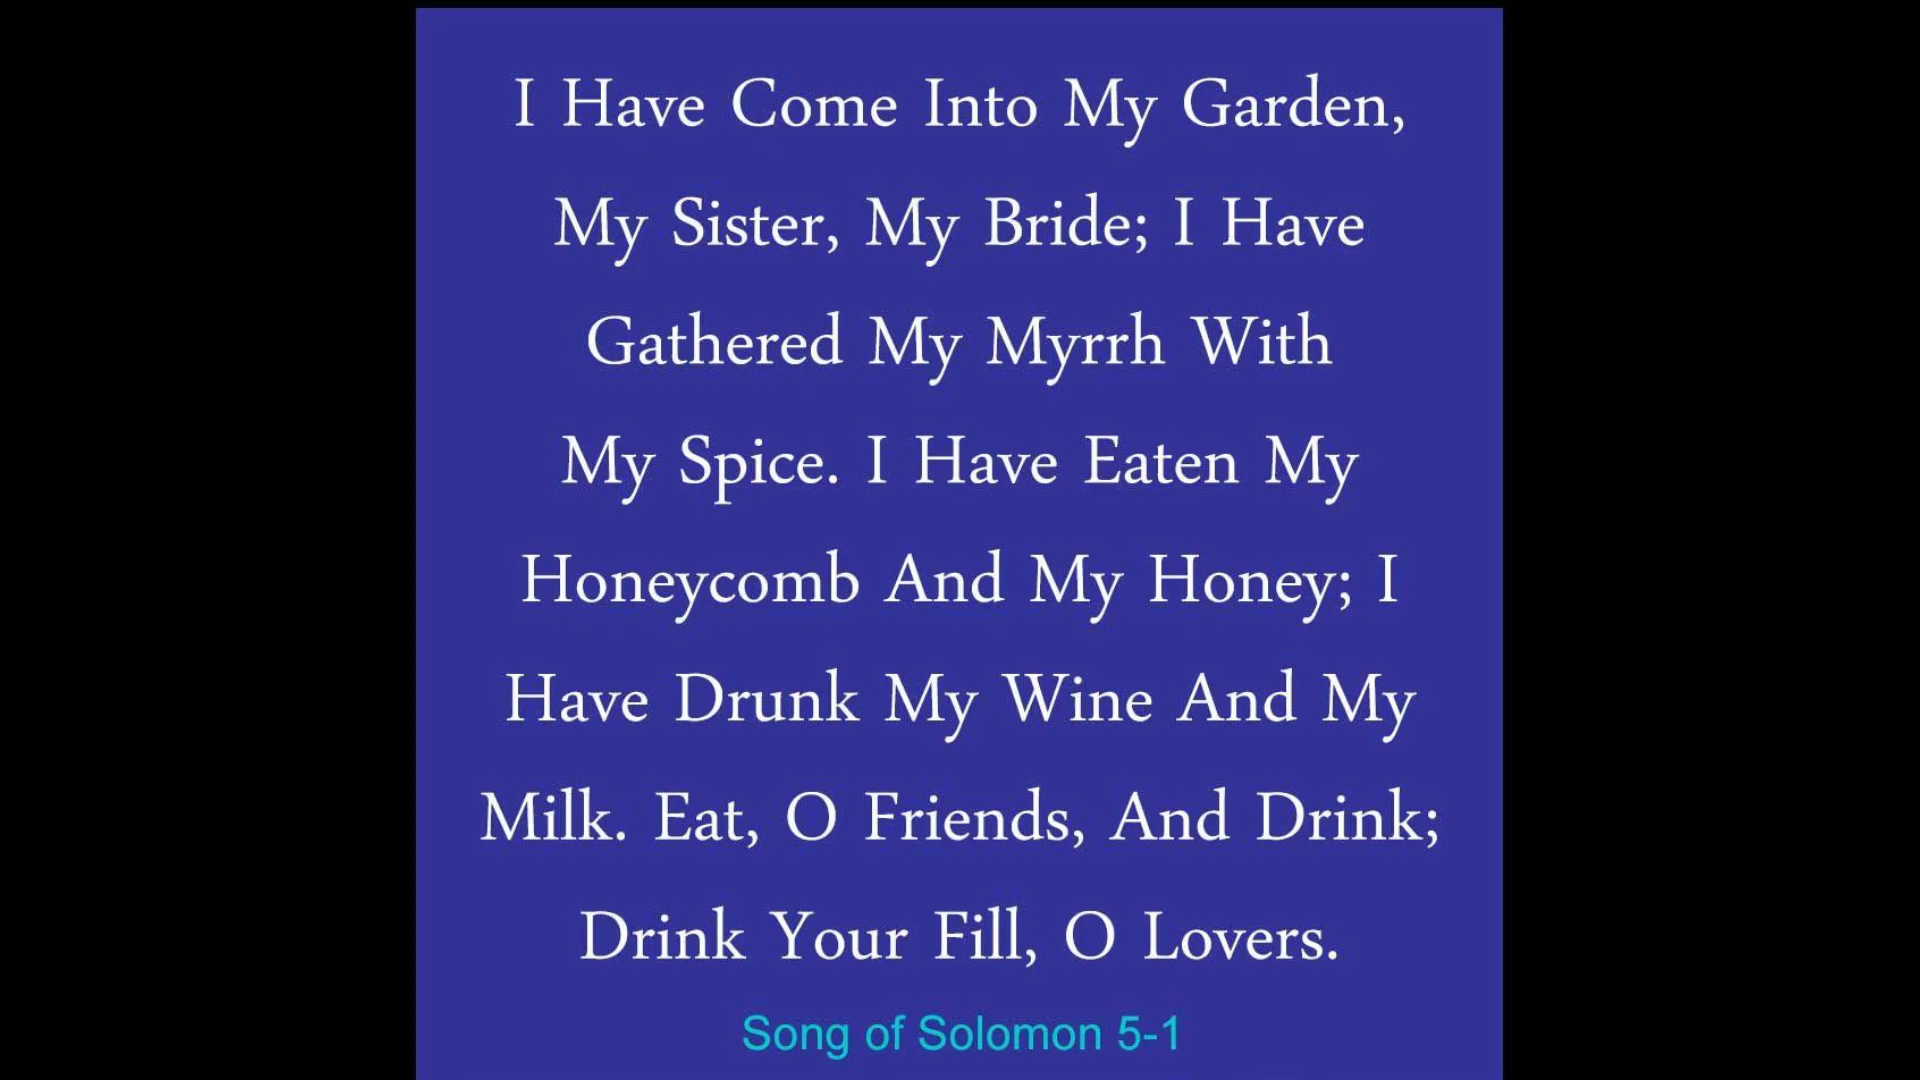 I Have Come Into My Garden,
My Sister, My Bride; I Have
Gathered My Myrrh With
My Spice. I Have Eaten My
Honeycomb And My Honey; I
Have Drunk My Wine And My
Milk. Eat, O Friends, And Drink;
Drink Your Fill, O Lovers.
Song of Solomon 5-1